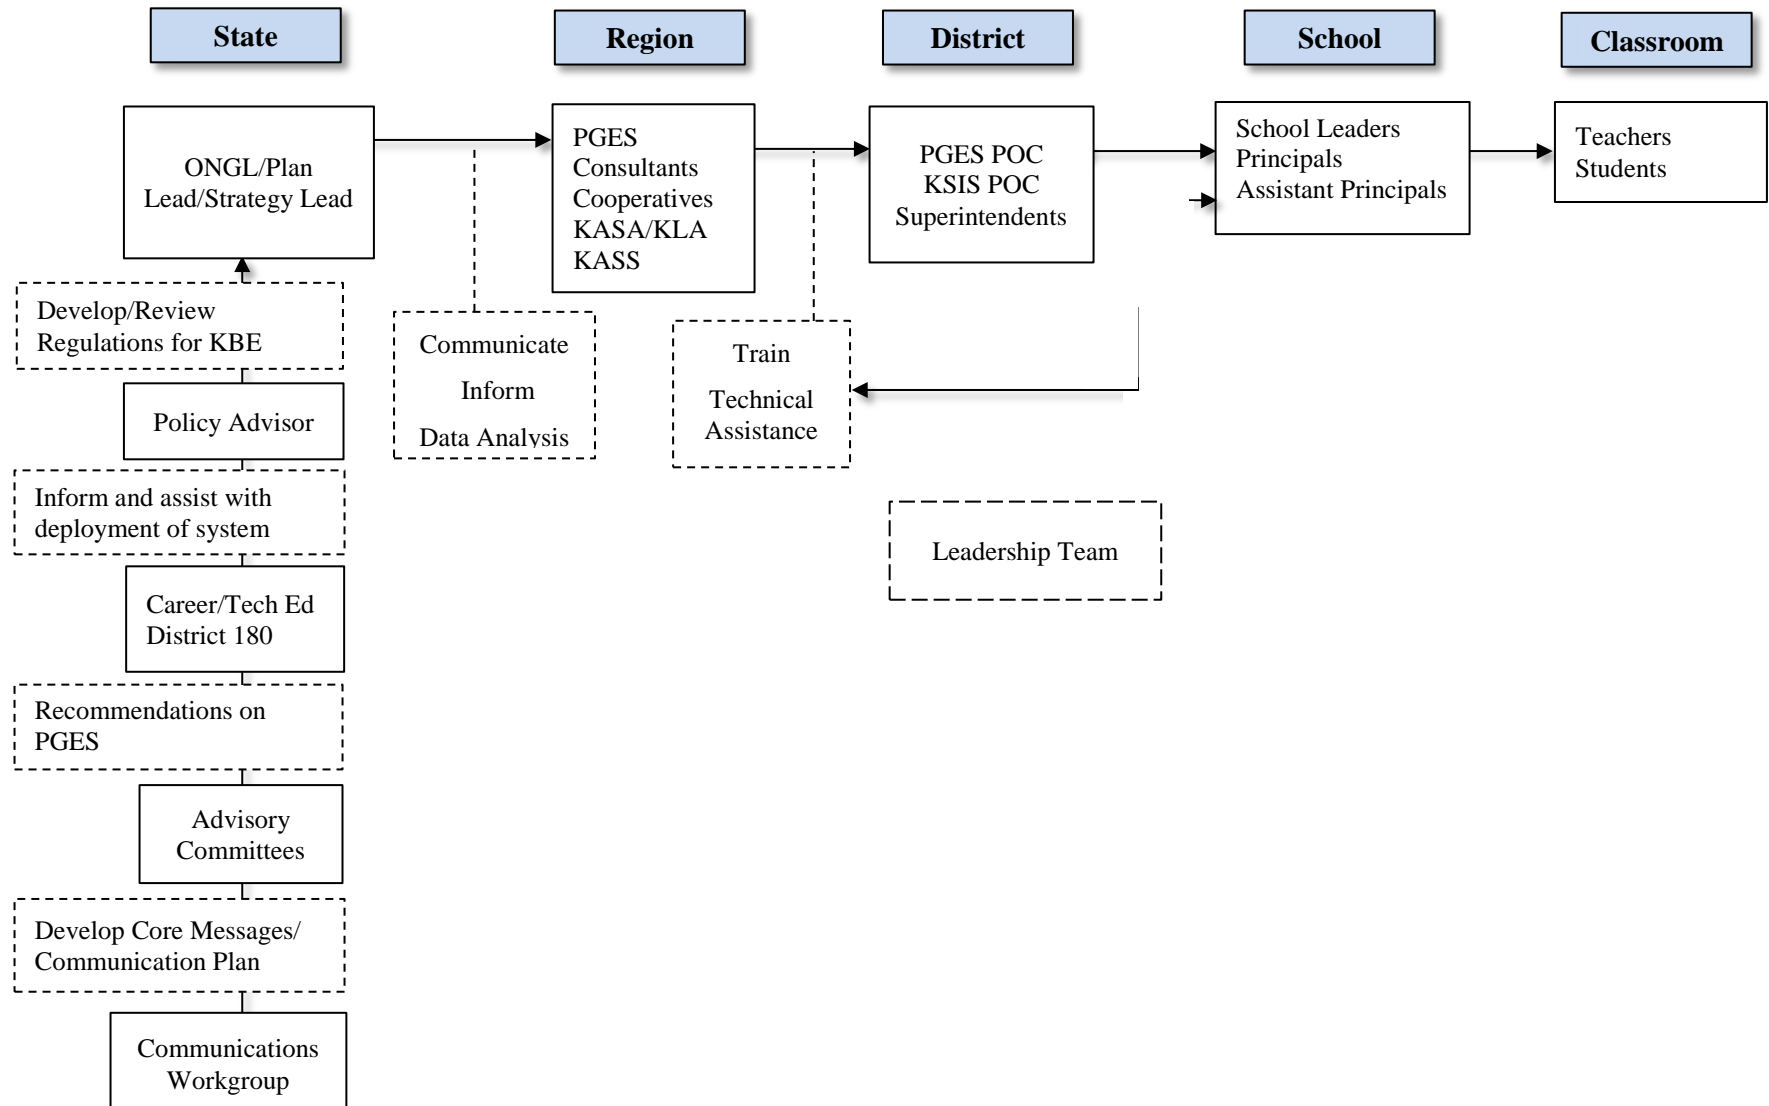 State
Region
District
School
Classroom
ONGL/Plan
Lead/Strategy Lead
PGES
Consultants
Cooperatives
KASA/KLA
KASS
PGES POC
KSIS POC
Superintendents
School Leaders
Principals
Assistant Principals
Teachers
Students
Develop/Review
Regulations for KBE
Communicate
Inform
Data Analysis
Train
Technical
Assistance
Policy Advisor
Inform and assist with
deployment of system
Leadership Team
Career/Tech Ed
District 180
Recommendations on
PGES
Advisory
Committees
Develop Core Messages/
Communication Plan
Communications
Workgroup